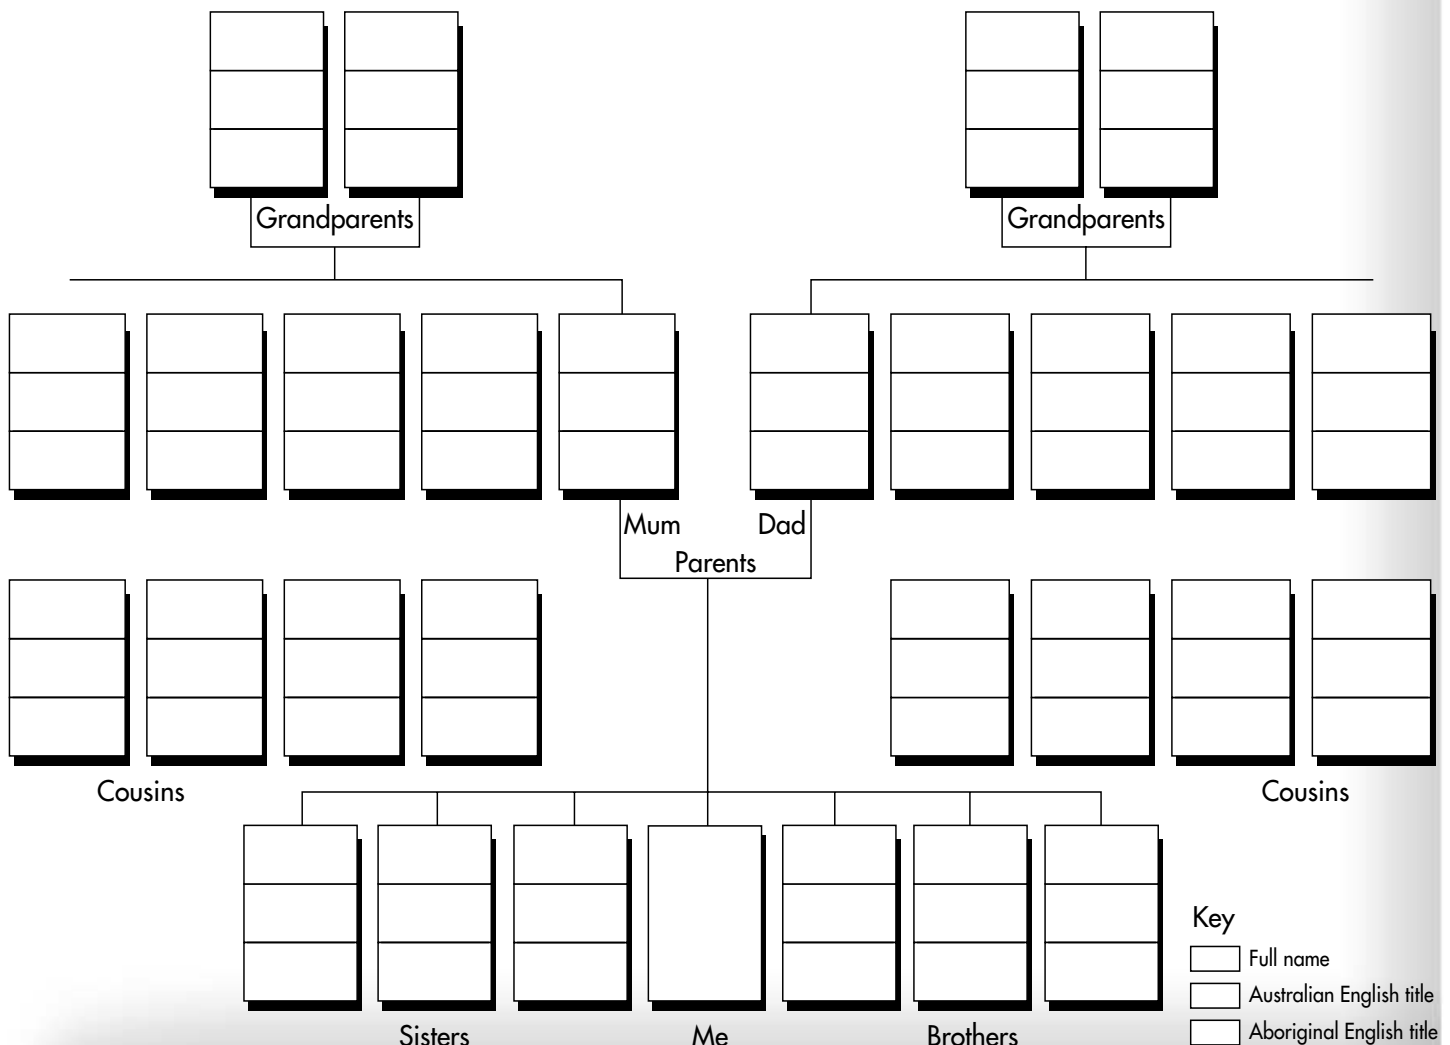 Grandparents
Grandparents
Mum
Dad
Parents
Cousins
Cousins
Sisters
Me
Brothers
Key
Full name
Australian English title
Aboriginal English title